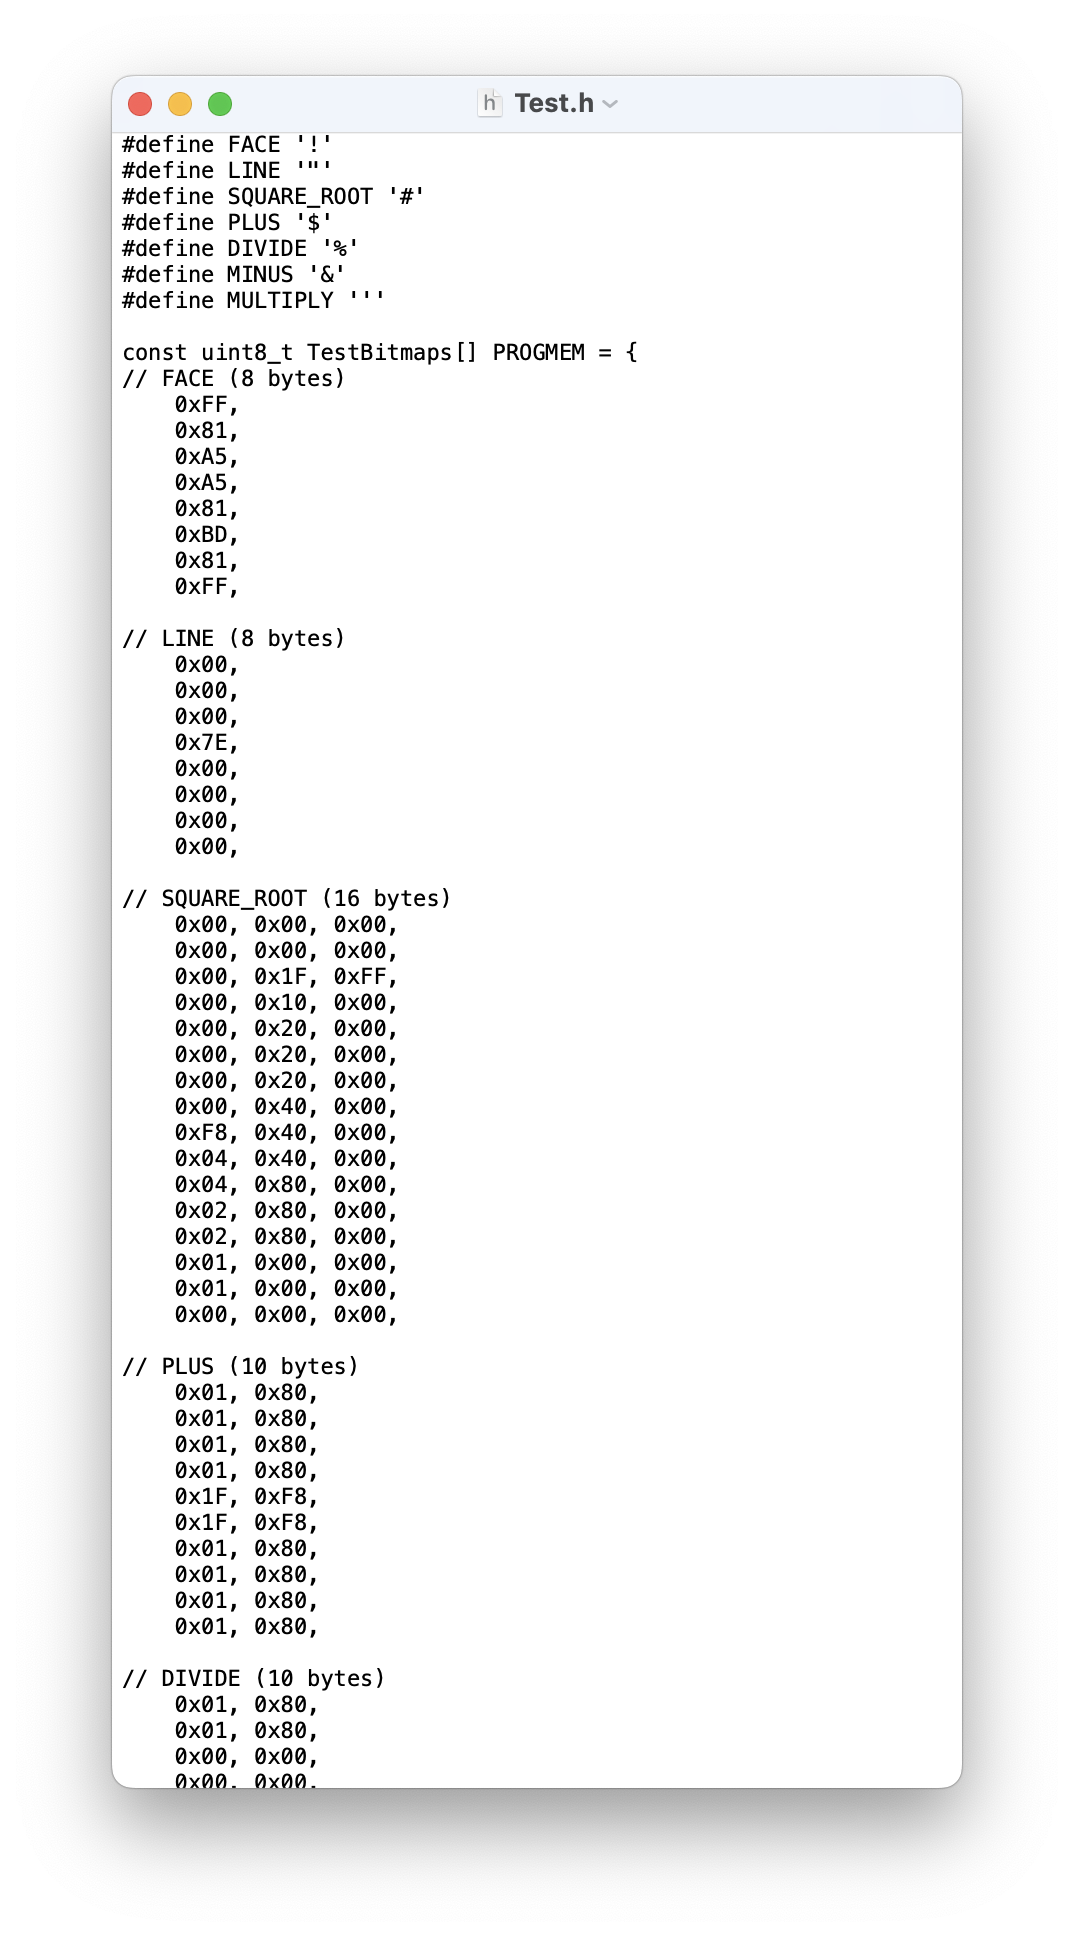 h Test.h
#define FACE '!'
#define LINE '"'
#define SQUARE_ROOT '#'
#define PLUS '$'
#define DIVIDE '%'
#define MINUS '&'
#define MULTIPLY '''

const uint8_t TestBitmaps[] PROGMEM = {
// FACE (8 bytes)
    0xFF,
    0x81,
    0xA5,
    0xA5,
    0x81,
    0xBD,
    0x81,
    0xFF,

// LINE (8 bytes)
    0x00,
    0x00,
    0x00,
    0x7E,
    0x00,
    0x00,
    0x00,
    0x00,

// SQUARE_ROOT (16 bytes)
    0x00, 0x00, 0x00,
    0x00, 0x00, 0x00,
    0x00, 0x1F, 0xFF,
    0x00, 0x10, 0x00,
    0x00, 0x20, 0x00,
    0x00, 0x20, 0x00,
    0x00, 0x20, 0x00,
    0x00, 0x40, 0x00,
    0xF8, 0x40, 0x00,
    0x04, 0x40, 0x00,
    0x04, 0x80, 0x00,
    0x02, 0x80, 0x00,
    0x02, 0x80, 0x00,
    0x01, 0x00, 0x00,
    0x01, 0x00, 0x00,
    0x00, 0x00, 0x00,

// PLUS (10 bytes)
    0x01, 0x80,
    0x01, 0x80,
    0x01, 0x80,
    0x01, 0x80,
    0x1F, 0xF8,
    0x1F, 0xF8,
    0x01, 0x80,
    0x01, 0x80,
    0x01, 0x80,
    0x01, 0x80,

// DIVIDE (10 bytes)
    0x01, 0x80,
    0x01, 0x80,
    0x00, 0x00,
    0x00, 0x00,